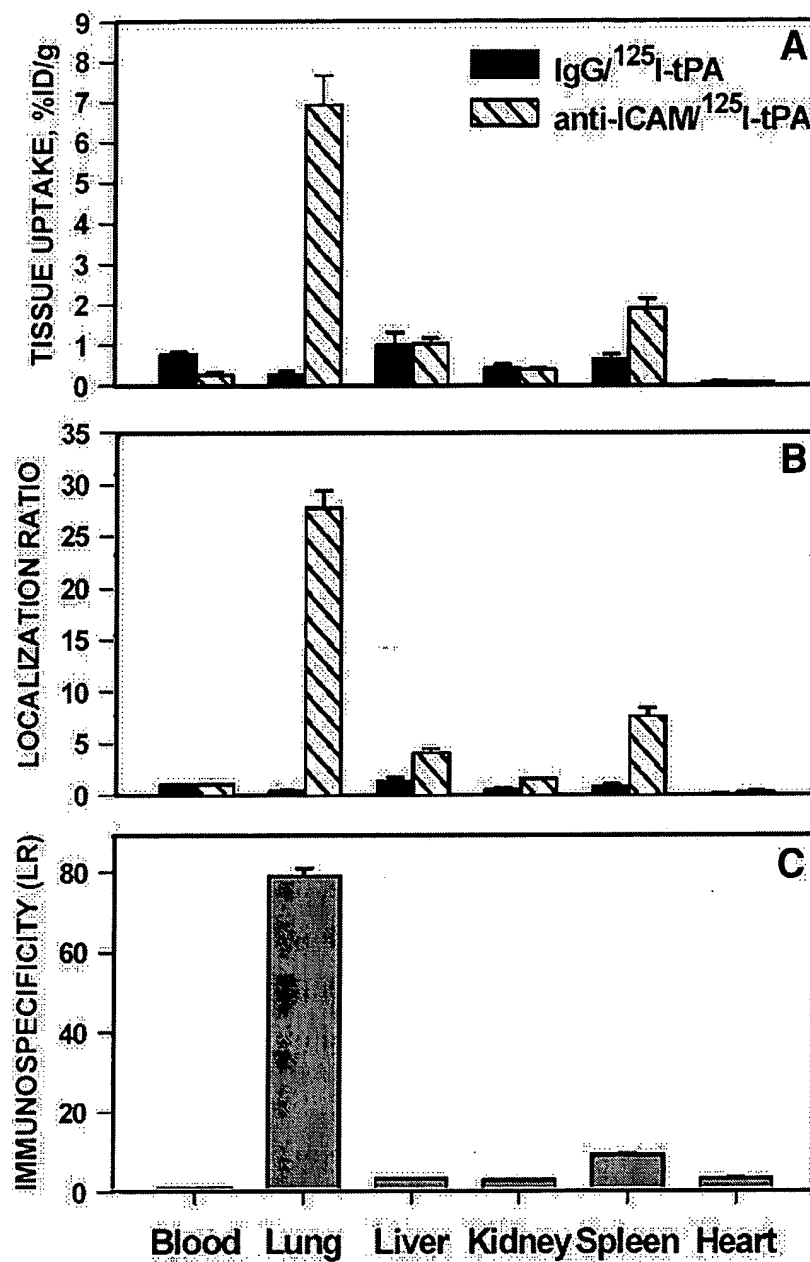 A
IgG/¹²⁵I-tPA
anti-ICAM/¹²⁵I-tPA
TISSUE UPTAKE, %ID/g
9
8
7
6
5
4
3
2
1
0
B
LOCALIZATION RATIO
35
30
25
20
15
10
5
0
C
IMMUNOSPECIFICITY (LR)
80
60
40
20
0
Blood Lung Liver Kidney Spleen Heart